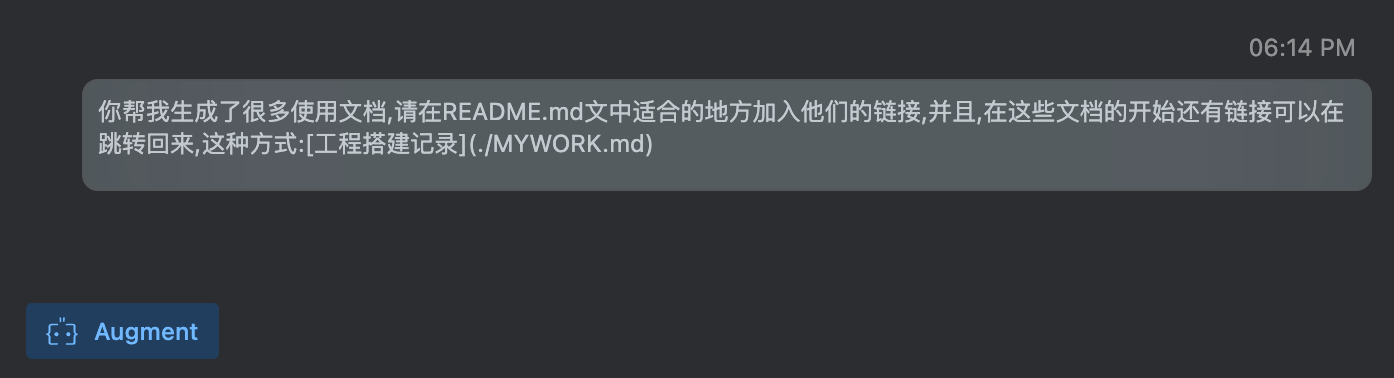 06:14 PM
你帮我生成了很多使用文档,请在README.md文中适合的地方加入他们的链接,并且,在这些文档的开始还有链接可以在
跳转回来,这种方式:[工程搭建记录](./MYWORK.md)
Augment